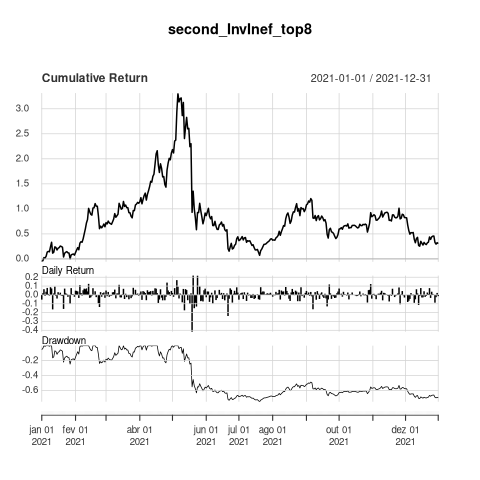 second_InvInef_top8
Cumulative Return 2021-01-01 / 2021-12-31
3.0
2.5
2.0
1.5
1.0
0.5
0.0
Daily Return
0.2
0.1
0.0
-0.1
-0.2
-0.3
-0.4
Drawdown
-0.2
-0.4
-0.6
jan 01 fev 01 abr 01 jun 01 jul 01 ago 01 out 01 dez 01
2021 2021 2021 2021 2021 2021 2021 2021